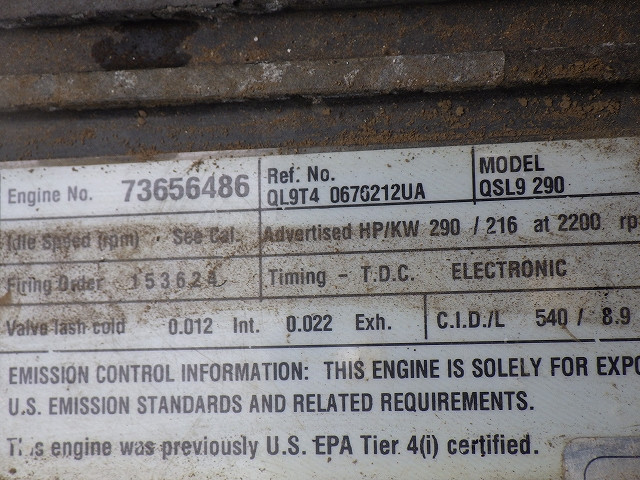 Engine No. 73656486 Ref. No. QL9T4 0676212UA MODEL QSL9 290
Idle Speed (rpm) - See Cal. Advertised HP/KW 290 / 216 at 2200 rp
Firing Order 153624 Timing - T.D.C. ELECTRONIC
Valve lash cold 0.012 Int. 0.022 Exh. C.I.D./L 540 / 8.9
EMISSION CONTROL INFORMATION: THIS ENGINE IS SOLELY FOR EXPO
U.S. EMISSION STANDARDS AND RELATED REQUIREMENTS.
This engine was previously U.S. EPA Tier 4(i) certified.